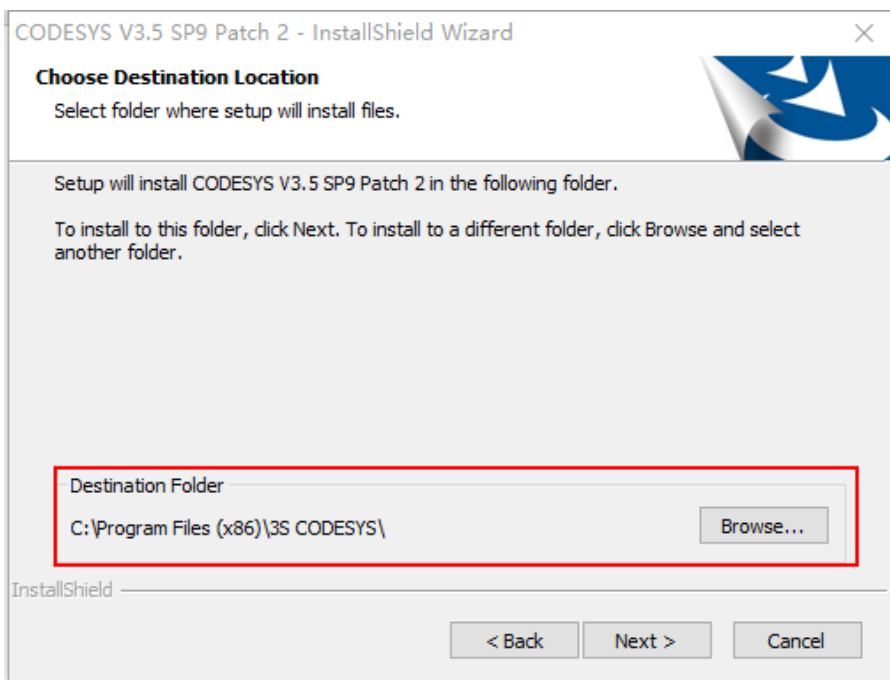 CODESYS V3.5 SP9 Patch 2 - InstallShield Wizard
Choose Destination Location
Select folder where setup will install files.
Setup will install CODESYS V3.5 SP9 Patch 2 in the following folder.
To install to this folder, click Next. To install to a different folder, click Browse and select
another folder.
Destination Folder
C:\Program Files (x86)\3S CODESYS\
Browse...
InstallShield
< Back
Next >
Cancel